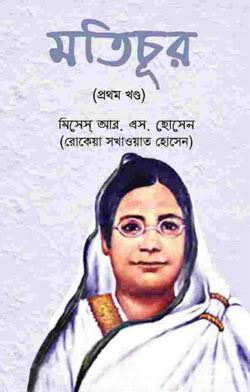 মতিচূর
(প্রথম খণ্ড)
মিসেস্ আর. এস. হোসেন
(রোকেয়া সখাওয়াত হোসেন)